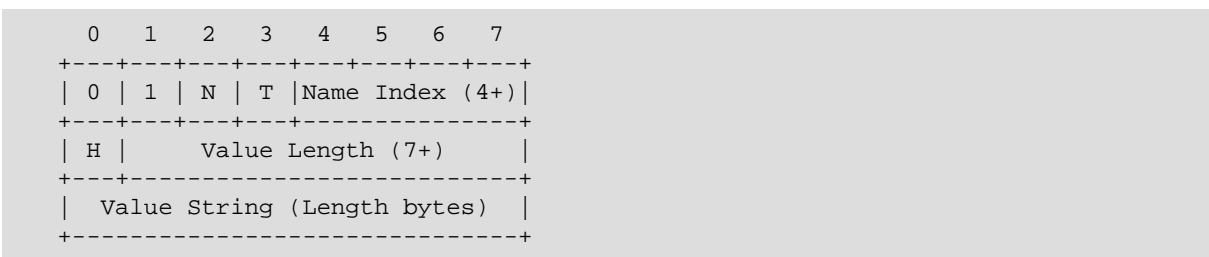 0   1   2   3   4   5   6   7
+---+---+---+---+---+---+---+---+
| 0 | 1 | N | T |Name Index (4+)|
+---+---+---+---+---------------+
| H |     Value Length (7+)     |
+---+---------------------------+
|  Value String (Length bytes)  |
+-------------------------------+